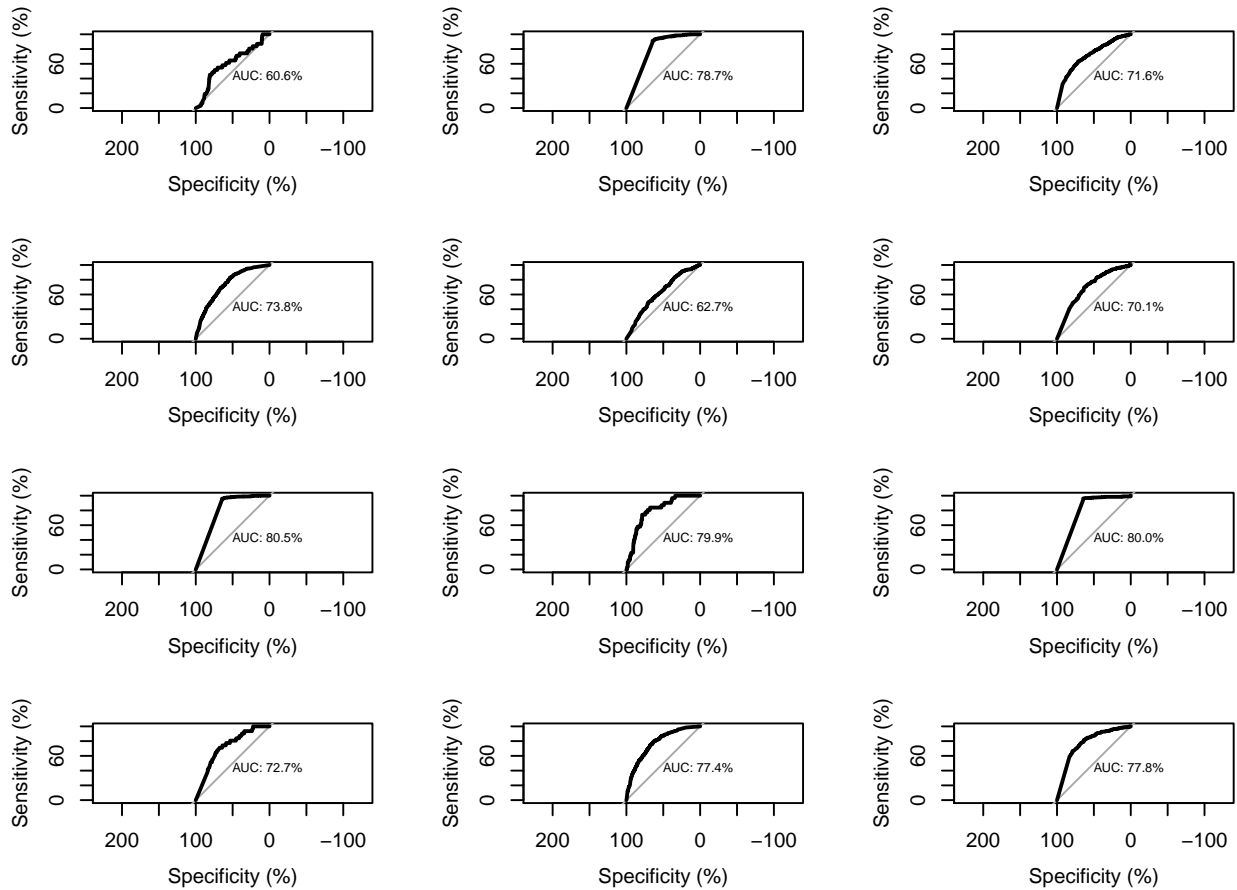 Sensitivity (%)
0 60
AUC: 60.6%
200 100 0 −100
Specificity (%)
Sensitivity (%)
0 60
AUC: 78.7%
200 100 0 −100
Specificity (%)
Sensitivity (%)
0 60
AUC: 71.6%
200 100 0 −100
Specificity (%)
Sensitivity (%)
0 60
AUC: 73.8%
200 100 0 −100
Specificity (%)
Sensitivity (%)
0 60
AUC: 62.7%
200 100 0 −100
Specificity (%)
Sensitivity (%)
0 60
AUC: 70.1%
200 100 0 −100
Specificity (%)
Sensitivity (%)
0 60
AUC: 80.5%
200 100 0 −100
Specificity (%)
Sensitivity (%)
0 60
AUC: 79.9%
200 100 0 −100
Specificity (%)
Sensitivity (%)
0 60
AUC: 80.0%
200 100 0 −100
Specificity (%)
Sensitivity (%)
0 60
AUC: 72.7%
200 100 0 −100
Specificity (%)
Sensitivity (%)
0 60
AUC: 77.4%
200 100 0 −100
Specificity (%)
Sensitivity (%)
0 60
AUC: 77.8%
200 100 0 −100
Specificity (%)